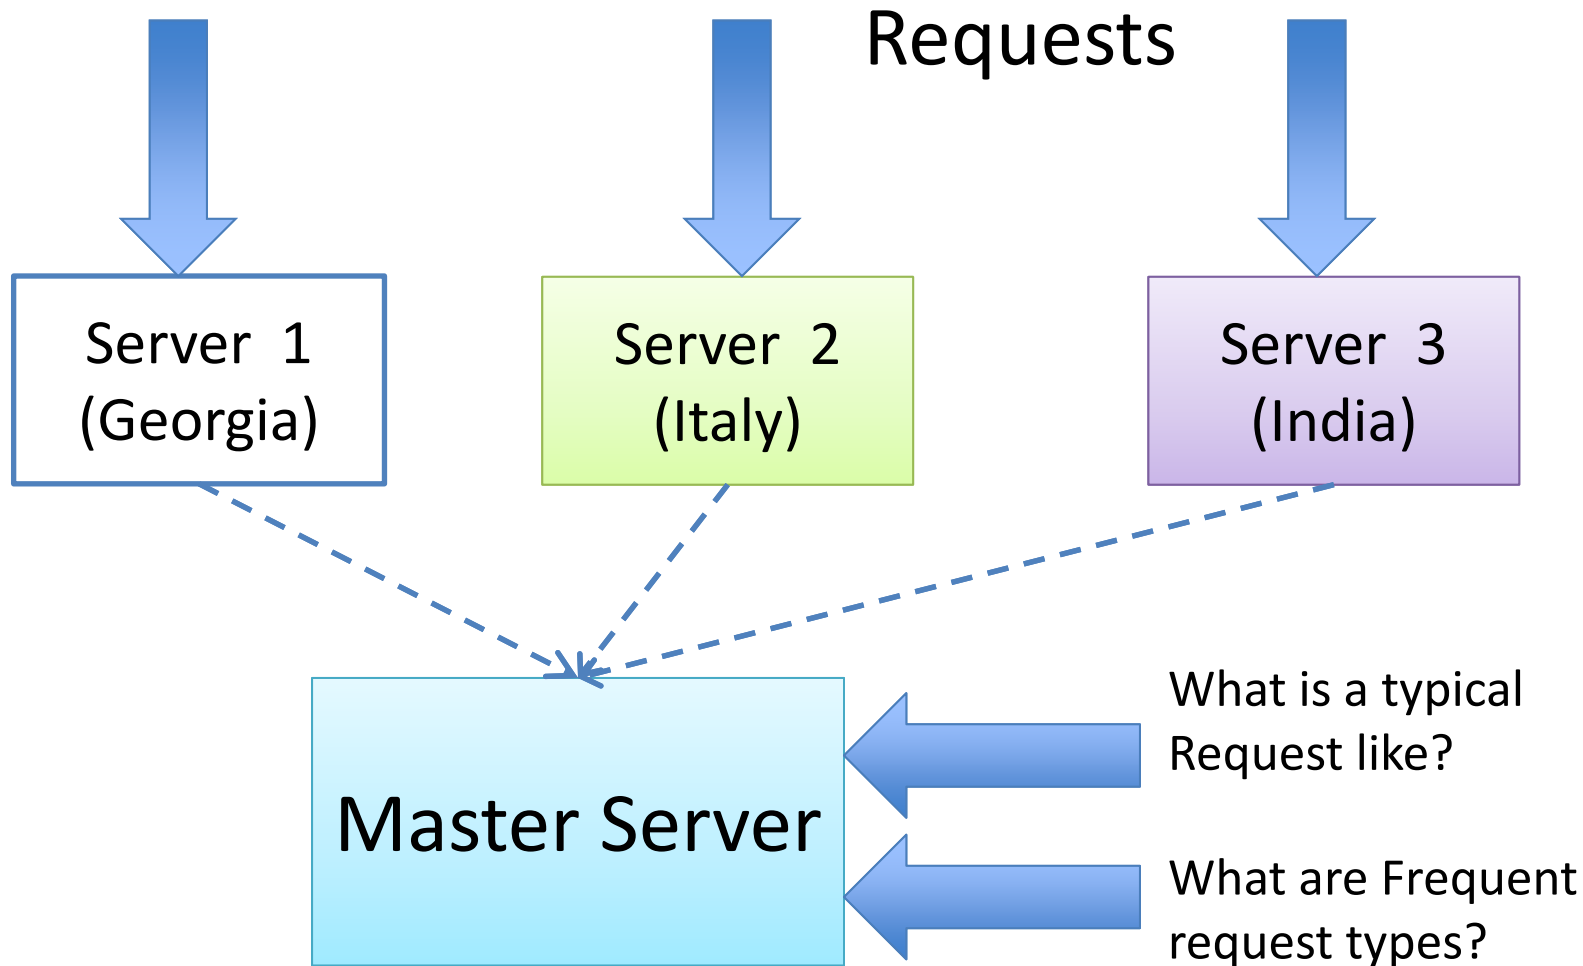 Requests
Server 1
(Georgia)
Server 2
(Italy)
Server 3
(India)
Master Server
What is a typical
Request like?
What are Frequent
request types?